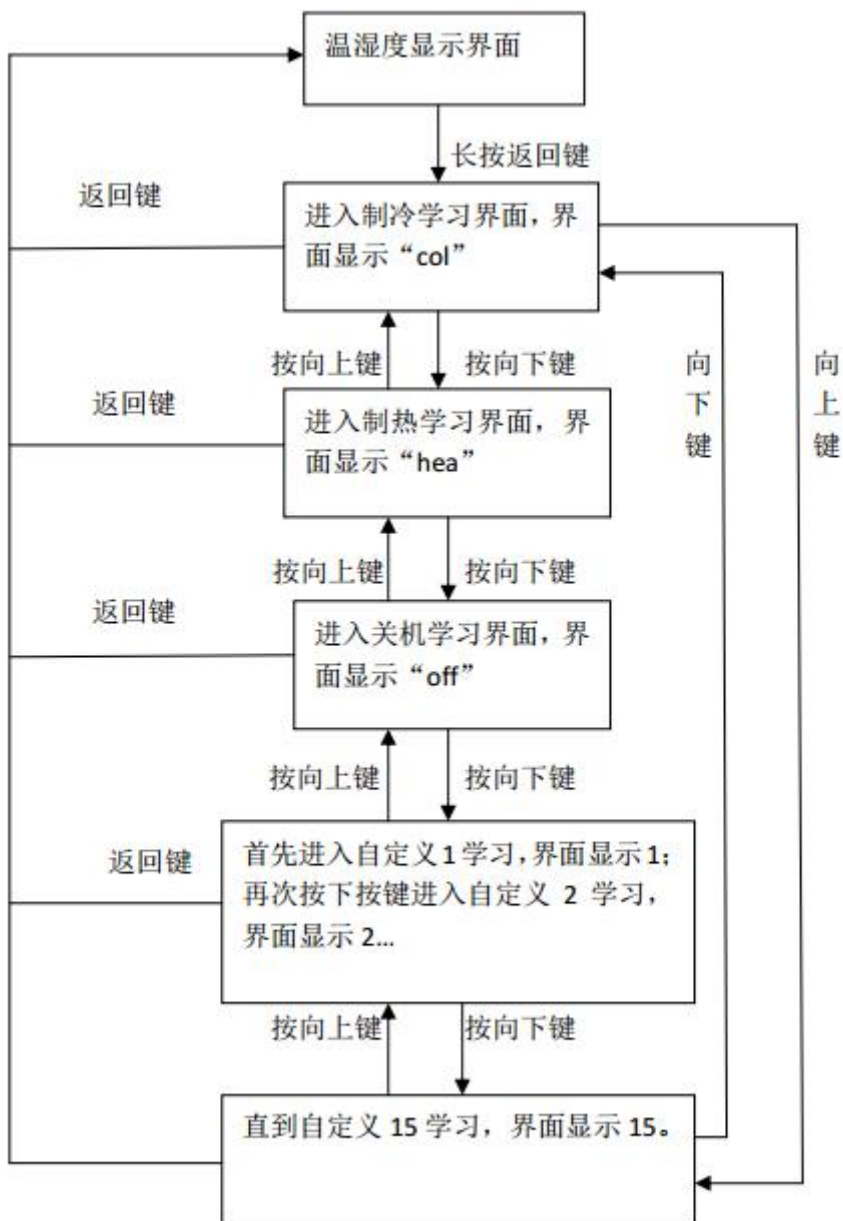 温湿度显示界面
长按返回键
返回键
进入制冷学习界面，界
面显示“col”
按向上键
按向下键
向下键
向上键
返回键
进入制热学习界面，界
面显示“hea”
按向上键
按向下键
返回键
进入关机学习界面，界
面显示“off”
按向上键
按向下键
返回键
首先进入自定义1学习，界面显示1；
再次按下按键进入自定义 2 学习，
界面显示 2...
按向上键
按向下键
直到自定义 15 学习，界面显示 15。